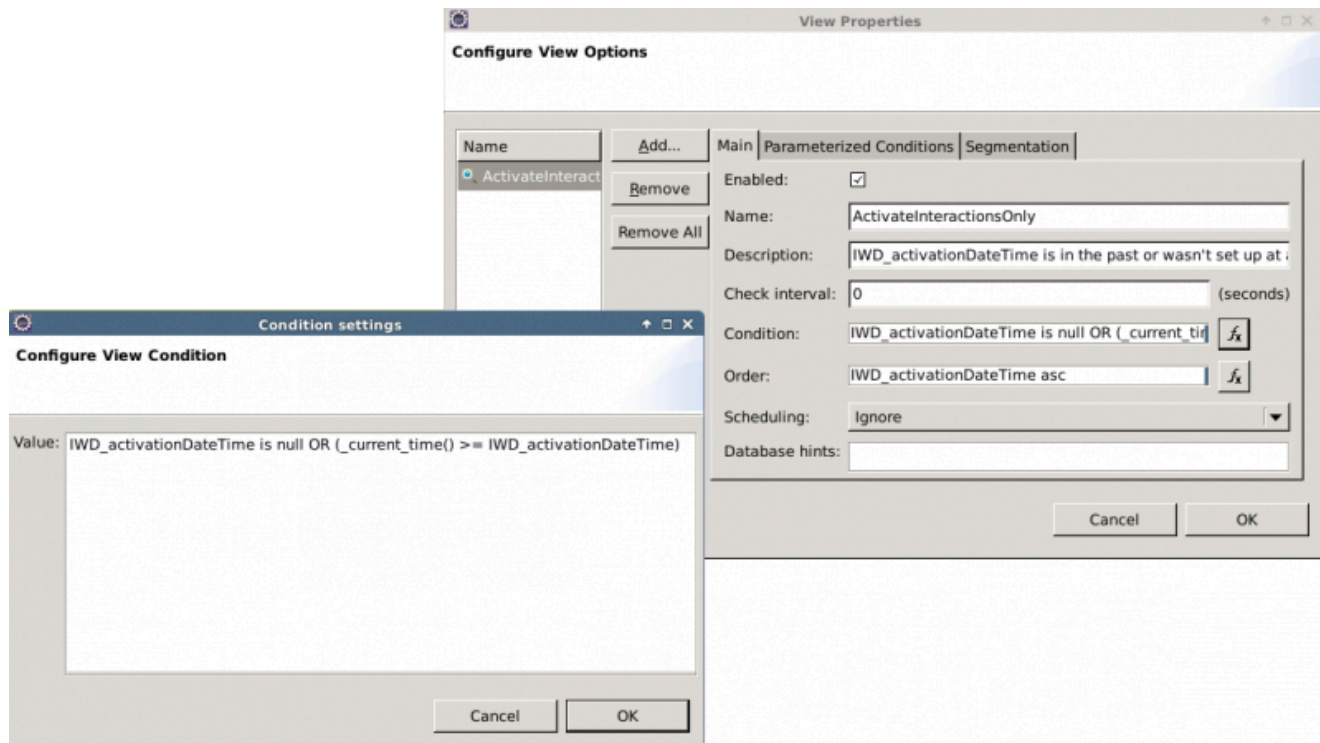 View Properties
Configure View Options
Name
ActivateInteract
Add...
Remove
Remove All
Main Parameterized Conditions Segmentation
Enabled:
Name: ActivateInteractionsOnly
Description: IWD_activationDateTime is in the past or wasn't set up at
Check interval: 0 (seconds)
Condition: IWD_activationDateTime is null OR (_current_tir fx
Order: IWD_activationDateTime asc fx
Scheduling: Ignore
Database hints:
Cancel OK
Condition settings
Configure View Condition
Value: IWD_activationDateTime is null OR (_current_time() >= IWD_activationDateTime)
Cancel OK